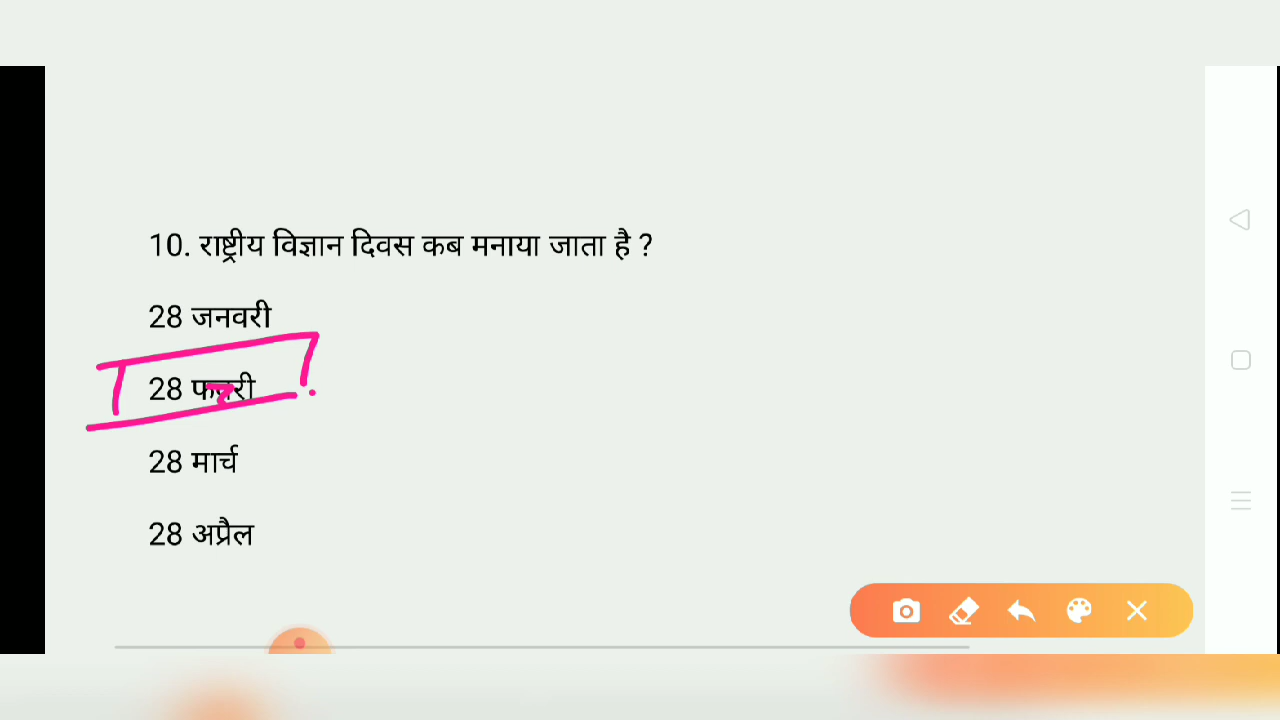 10. राष्ट्रीय विज्ञान दिवस कब मनाया जाता है ?
28 जनवरी
28 फरवरी
28 मार्च
28 अप्रैल